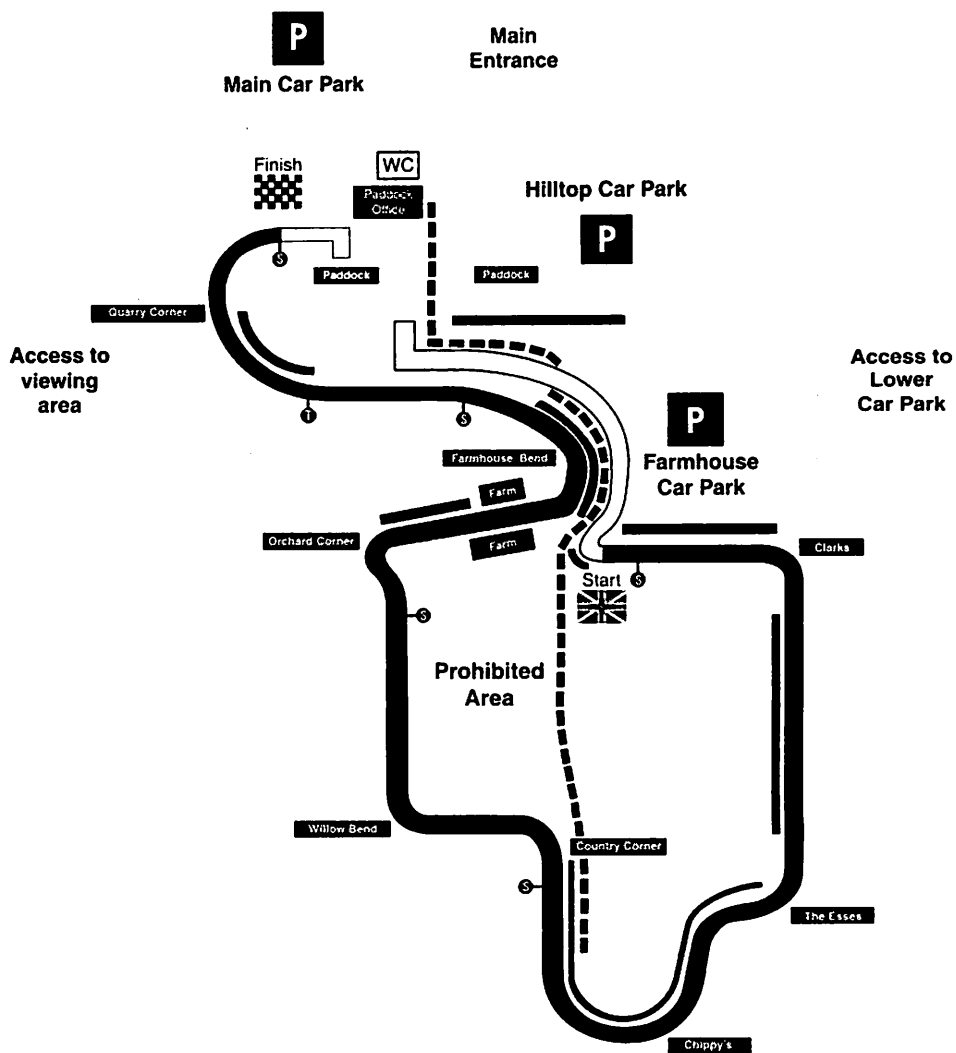 P
Main Car Park
Main
Entrance
Finish
WC
Paddock
Office
Hilltop Car Park
P
S
Paddock
Paddock
Quarry Corner
Access to
viewing
area
Access to
Lower
Car Park
P
T
S
Farmhouse Bend
Farmhouse
Car Park
Farm
Orchard Corner
Farm
Clarks
Start
S
S
Prohibited
Area
Willow Bend
Country Corner
S
The Esses
Chippy's